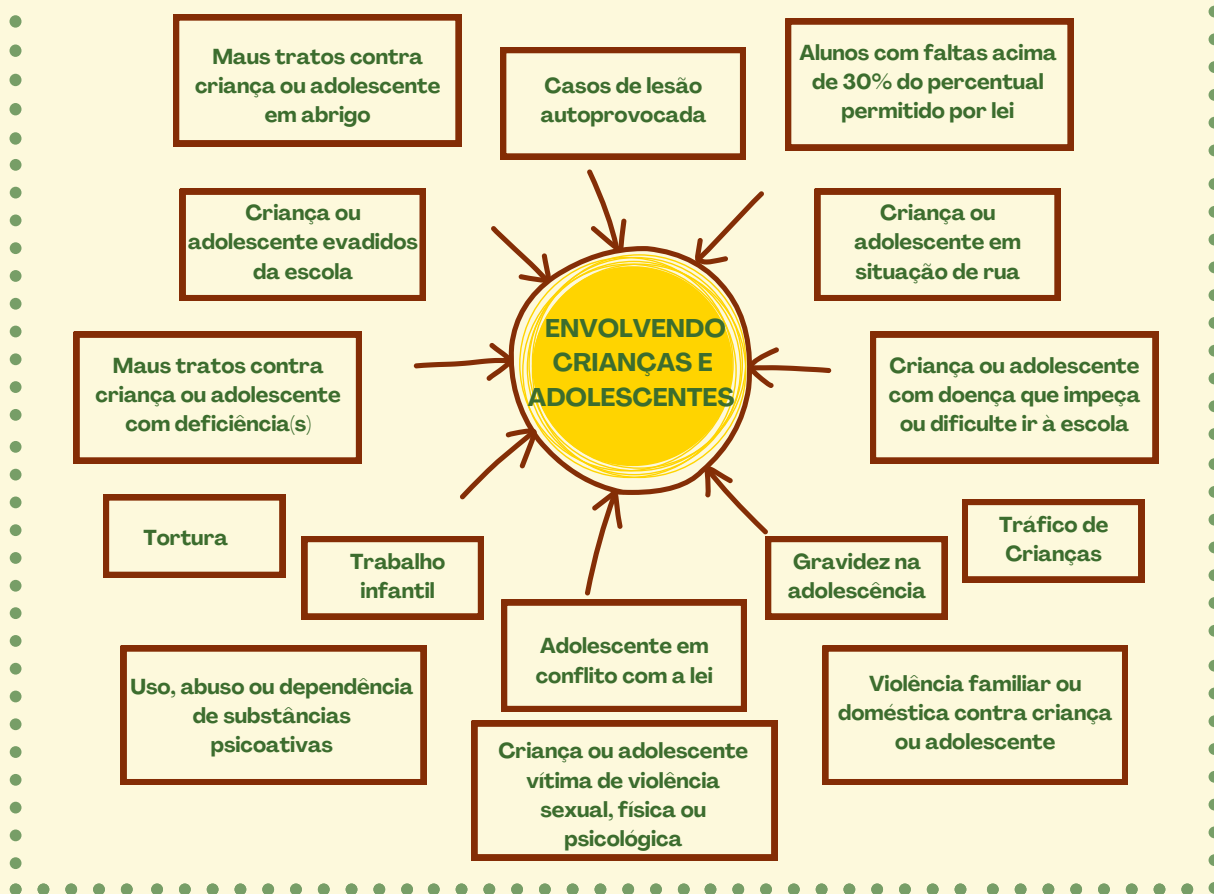 Maus tratos contra
criança ou adolescente
em abrigo
Casos de lesão
autoprovocada
Alunos com faltas acima
de 30% do percentual
permitido por lei
Criança ou
adolescente evadidos
da escola
Criança ou
adolescente em
situação de rua
ENVOLVENDO
CRIANÇAS E
ADOLESCENTES
Maus tratos contra
criança ou adolescente
com deficiência(s)
Criança ou adolescente
com doença que impeça
ou dificulte ir à escola
Tortura
Trabalho
infantil
Gravidez na
adolescência
Tráfico de
Crianças
Adolescente em
conflito com a lei
Uso, abuso ou dependência
de substâncias
psicoativas
Violência familiar ou
doméstica contra criança
ou adolescente
Criança ou adolescente
vítima de violência
sexual, física ou
psicológica